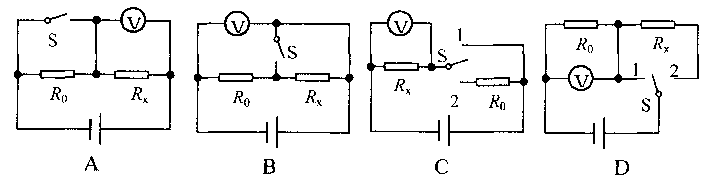 S V R₀ Rₓ A
V S R₀ Rₓ B
V 1 S Rₓ R₀ 2 C
R₀ Rₓ V 1 2 S D